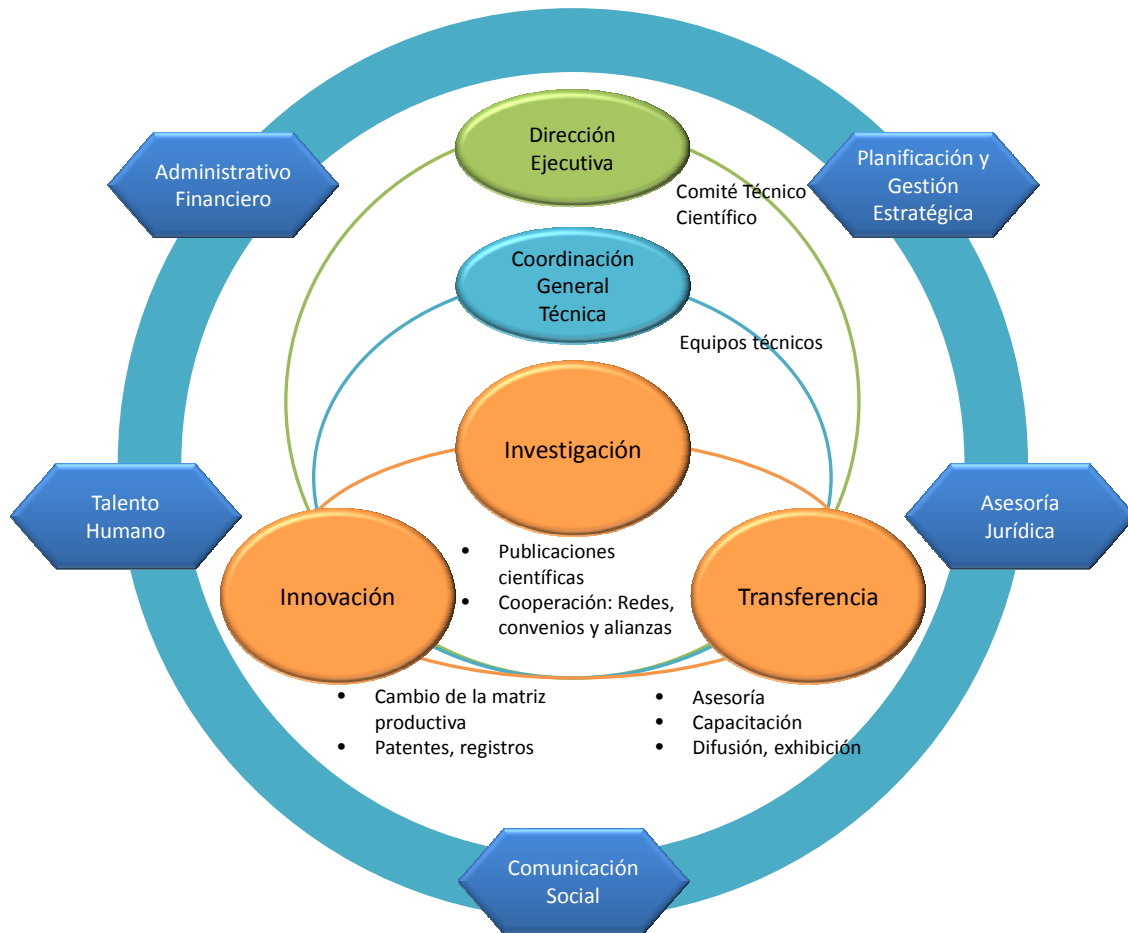 Dirección
Ejecutiva
Administrativo
Financiero
Planificación y
Gestión
Estratégica
Comité Técnico
Científico
Coordinación
General
Técnica
Equipos técnicos
Investigación
Talento
Humano
Asesoría
Jurídica
Innovación
• Publicaciones
científicas
• Cooperación: Redes,
convenios y alianzas
Transferencia
• Cambio de la matriz
productiva
• Patentes, registros
• Asesoría
• Capacitación
• Difusión, exhibición
Comunicación
Social